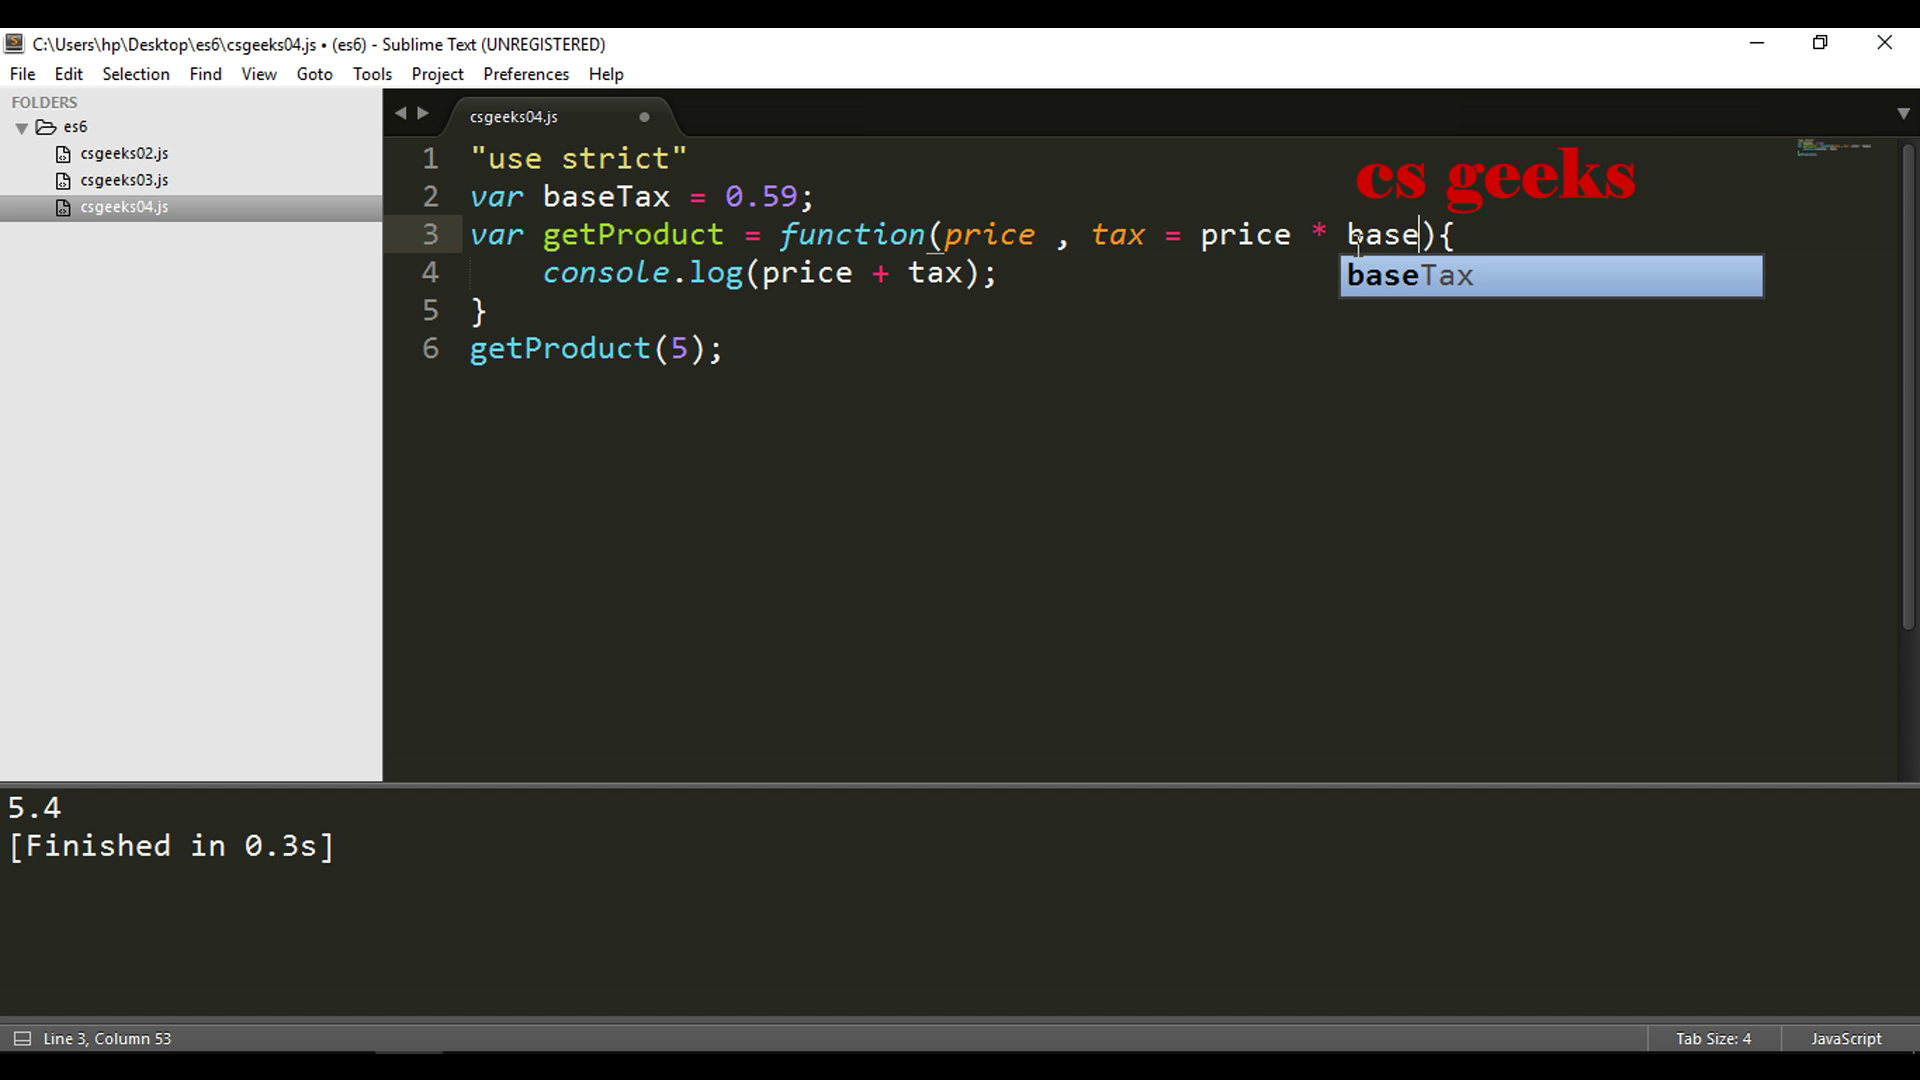 C:\Users\hp\Desktop\es6\csgeeks04.js • (es6) - Sublime Text (UNREGISTERED)
File Edit Selection Find View Goto Tools Project Preferences Help
FOLDERS
es6
csgeeks02.js
csgeeks03.js
csgeeks04.js
csgeeks04.js
cs geeks
1 "use strict"
2 var baseTax = 0.59;
3 var getProduct = function(price , tax = price * base){
baseTax
4     console.log(price + tax);
5 }
6 getProduct(5);
5.4
[Finished in 0.3s]
Line 3, Column 53
Tab Size: 4
JavaScript